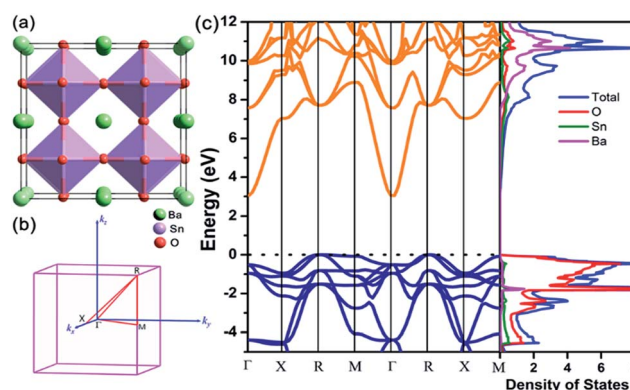 (a)
Ba
Sn
O
(b)
k_z
R
X
Γ
M
k_x
k_y
(c)
Energy (eV)
12
10
8
6
4
2
0
-2
-4
Γ X R M Γ R X M
Total
O
Sn
Ba
2 4 6
Density of States